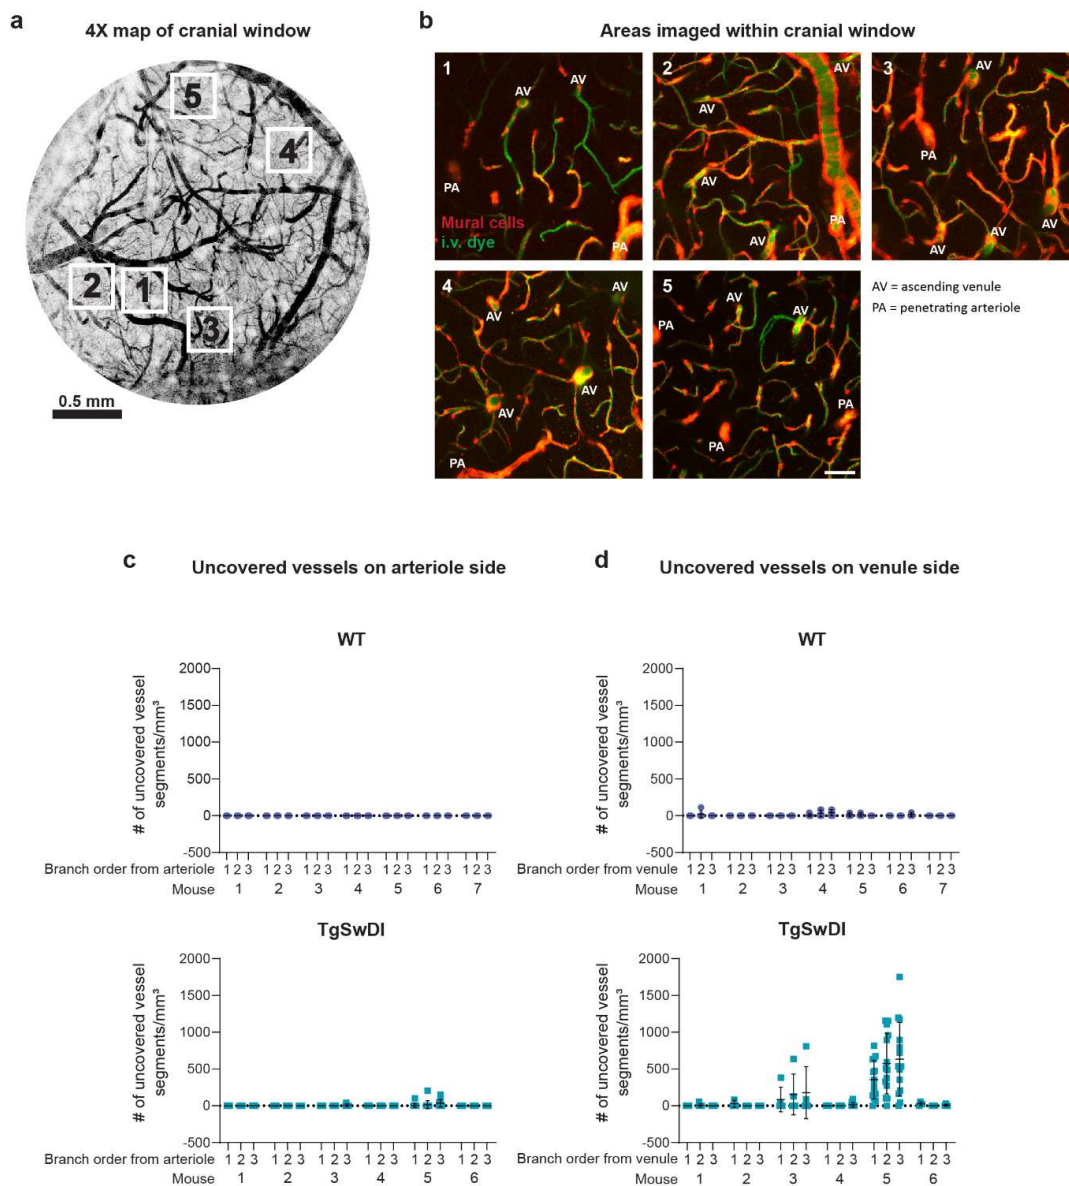 a
4X map of cranial window
5
4
2
1
3
0.5 mm
b
Areas imaged within cranial window
1
AV
AV
PA
Mural cells
i.v. dye
PA
2
AV
AV
AV
AV
PA
3
AV
PA
AV
AV
AV
4
AV
AV
AV
AV
PA
5
AV
AV
PA
PA
PA
AV = ascending venule
PA = penetrating arteriole
c
Uncovered vessels on arteriole side
WT
# of uncovered vessel
segments/mm³
2000
1500
1000
500
0
-500
Branch order from arteriole 1 2 3 1 2 3 1 2 3 1 2 3 1 2 3 1 2 3 1 2 3
Mouse 1 2 3 4 5 6 7
TgSwDI
# of uncovered vessel
segments/mm³
2000
1500
1000
500
0
-500
Branch order from arteriole 1 2 3 1 2 3 1 2 3 1 2 3 1 2 3 1 2 3
Mouse 1 2 3 4 5 6
d
Uncovered vessels on venule side
WT
# of uncovered vessel
segments/mm³
2000
1500
1000
500
0
-500
Branch order from venule 1 2 3 1 2 3 1 2 3 1 2 3 1 2 3 1 2 3 1 2 3
Mouse 1 2 3 4 5 6 7
TgSwDI
# of uncovered vessel
segments/mm³
2000
1500
1000
500
0
-500
Branch order from venule 1 2 3 1 2 3 1 2 3 1 2 3 1 2 3 1 2 3
Mouse 1 2 3 4 5 6